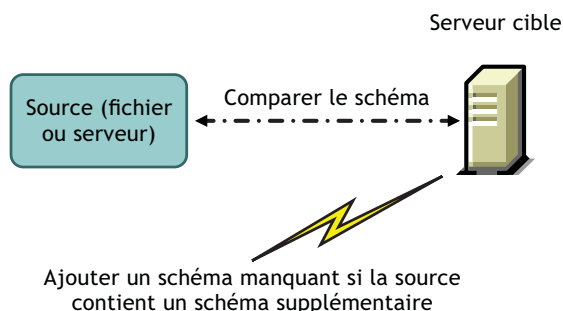 Serveur cible
Source (fichier
ou serveur)
Comparer le schéma
Ajouter un schéma manquant si la source
contient un schéma supplémentaire